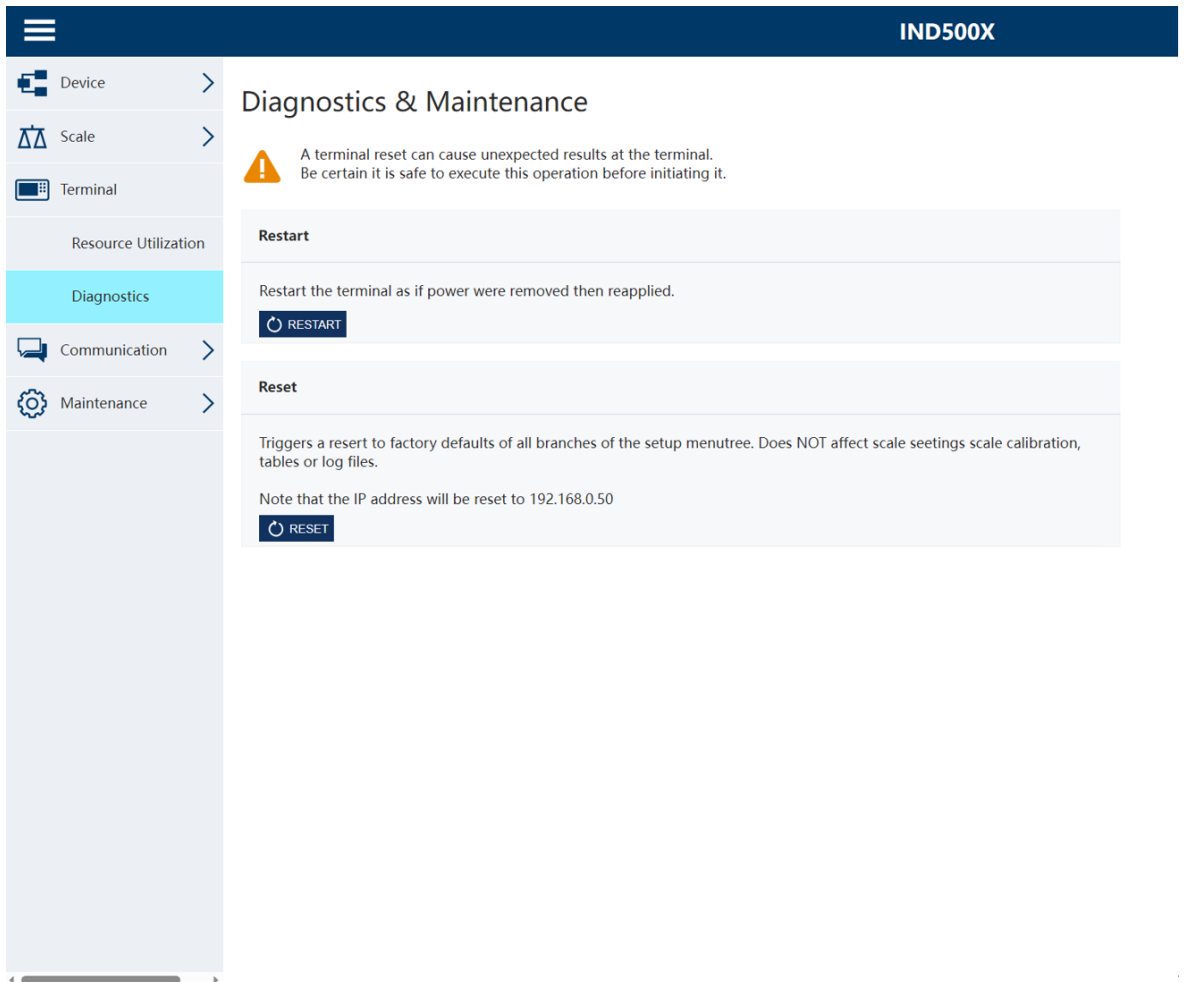 IND500X
Device
Scale
Terminal
Resource Utilization
Diagnostics
Communication
Maintenance
Diagnostics & Maintenance
A terminal reset can cause unexpected results at the terminal.
Be certain it is safe to execute this operation before initiating it.
Restart
Restart the terminal as if power were removed then reapplied.
RESTART
Reset
Triggers a resert to factory defaults of all branches of the setup menutree. Does NOT affect scale seetings scale calibration,
tables or log files.
Note that the IP address will be reset to 192.168.0.50
RESET